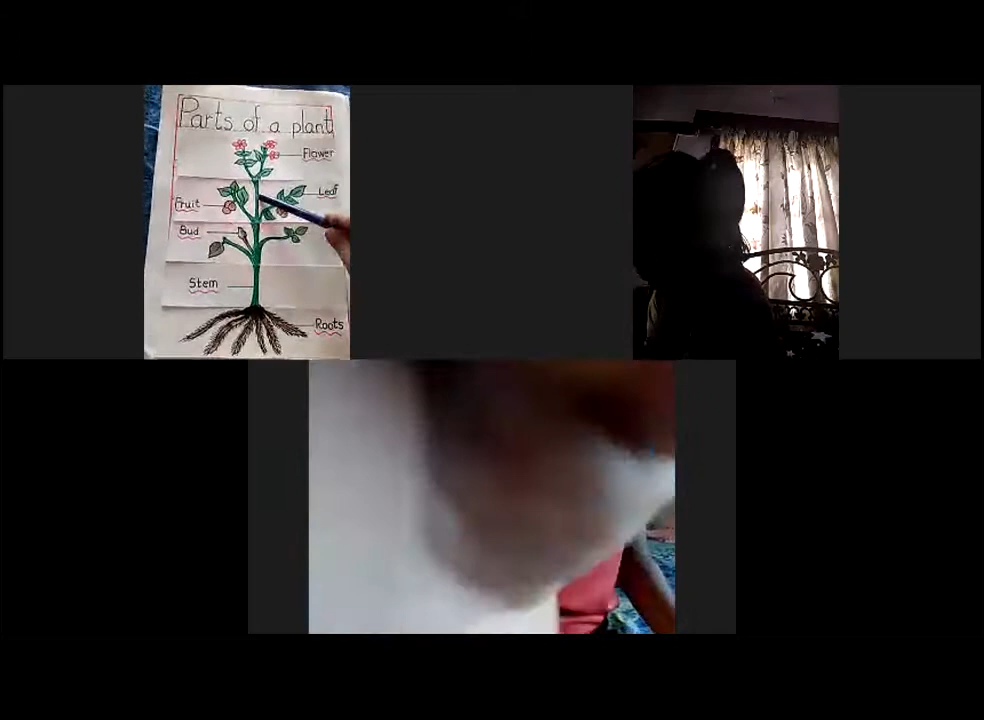 Parts of a plant
Flower
Leaf
Fruit
Bud
Stem
Roots